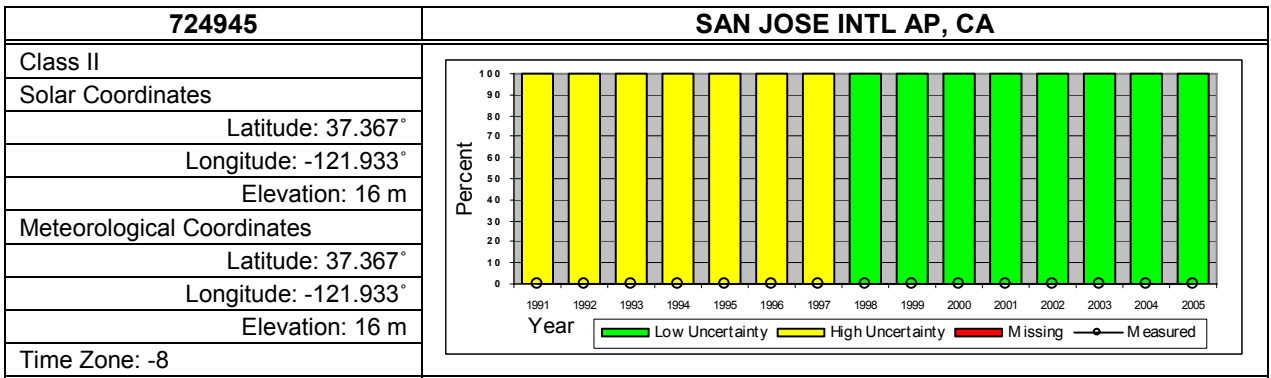 724945
SAN JOSE INTL AP, CA
Class II
Solar Coordinates
Latitude: 37.367°
Longitude: -121.933°
Elevation: 16 m
Meteorological Coordinates
Latitude: 37.367°
Longitude: -121.933°
Elevation: 16 m
Time Zone: -8
Percent
100
90
80
70
60
50
40
30
20
10
0
1991 1992 1993 1994 1995 1996 1997 1998 1999 2000 2001 2002 2003 2004 2005
Year
Low Uncertainty High Uncertainty Missing Measured